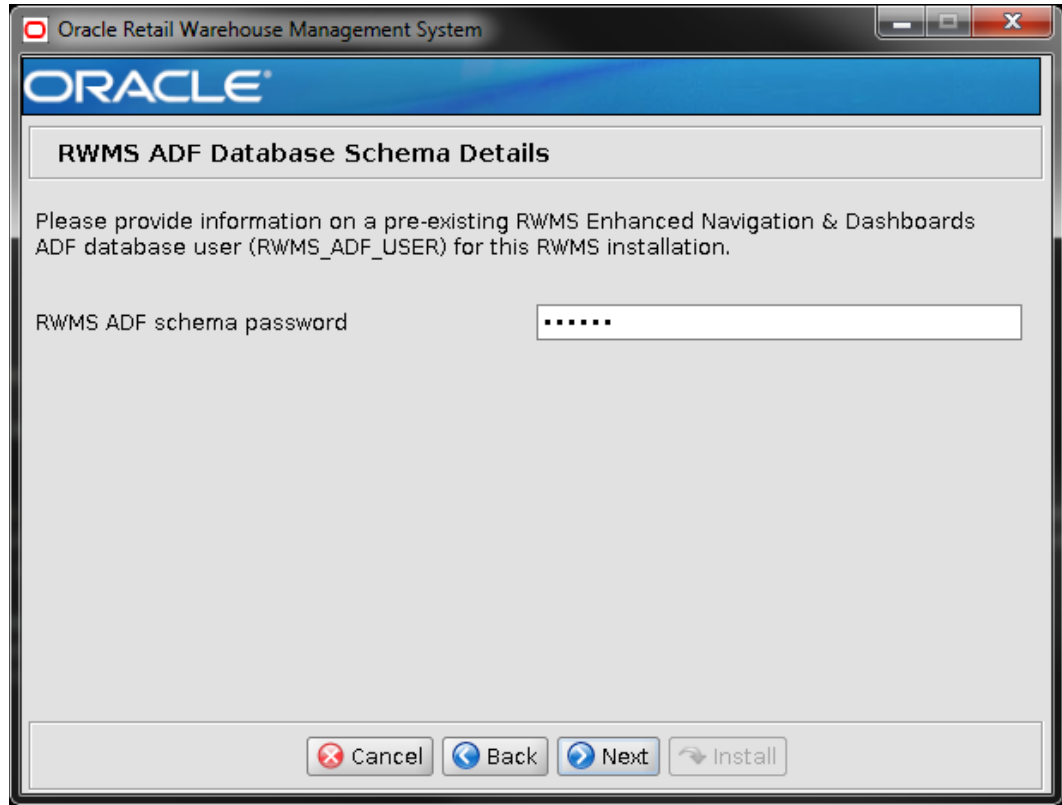 Oracle Retail Warehouse Management System
ORACLE®
RWMS ADF Database Schema Details
Please provide information on a pre-existing RWMS Enhanced Navigation & Dashboards
ADF database user (RWMS_ADF_USER) for this RWMS installation.
RWMS ADF schema password ••••••
Cancel Back Next Install